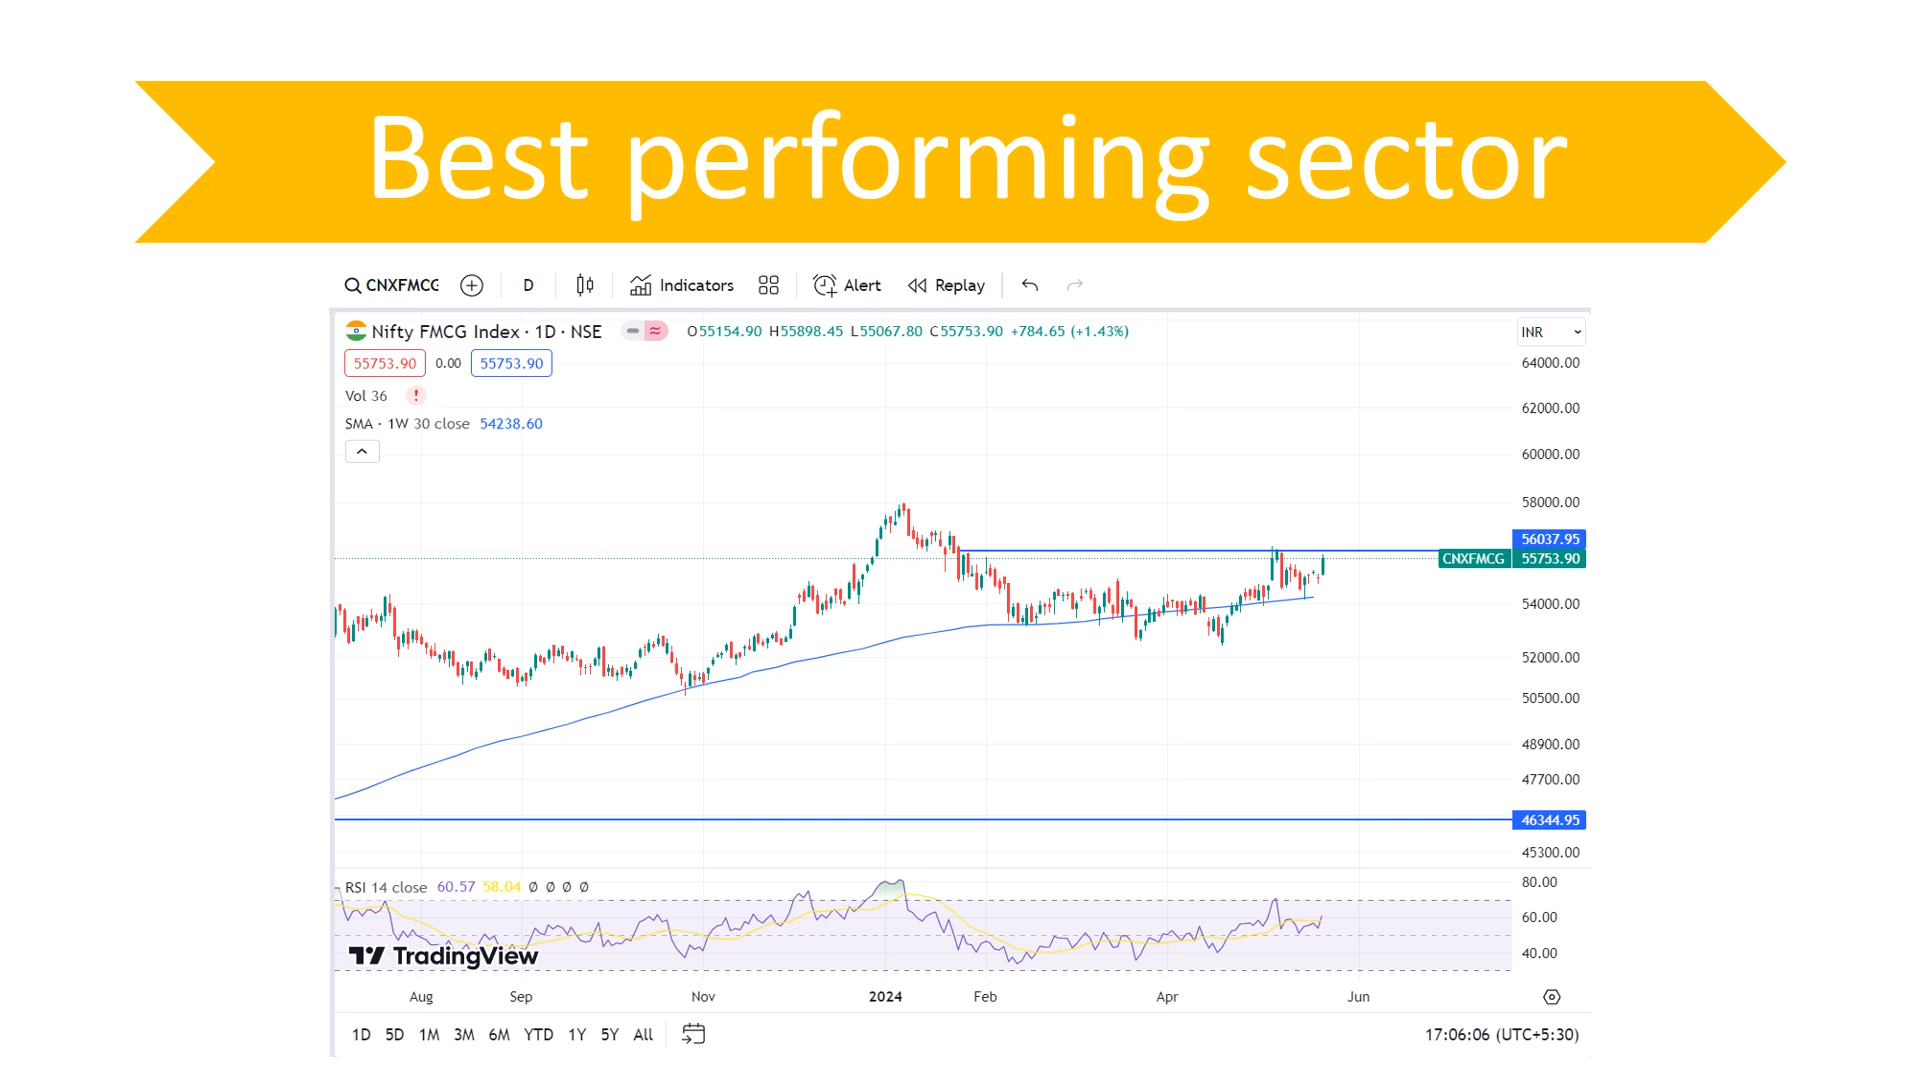 Best performing sector
CNXFMCG D Indicators Alert Replay
Nifty FMCG Index · 1D · NSE O55154.90 H55898.45 L55067.80 C55753.90 +784.65 (+1.43%) INR
55753.90 0.00 55753.90
64000.00
Vol 36 !
62000.00
SMA · 1W 30 close 54238.60
60000.00
58000.00
56037.95
CNXFMCG 55753.90
54000.00
52000.00
50500.00
48900.00
47700.00
46344.95
45300.00
RSI 14 close 60.57 58.04 Ø Ø Ø Ø 80.00
60.00
TradingView 40.00
Aug Sep Nov 2024 Feb Apr Jun
1D 5D 1M 3M 6M YTD 1Y 5Y All 17:06:06 (UTC+5:30)